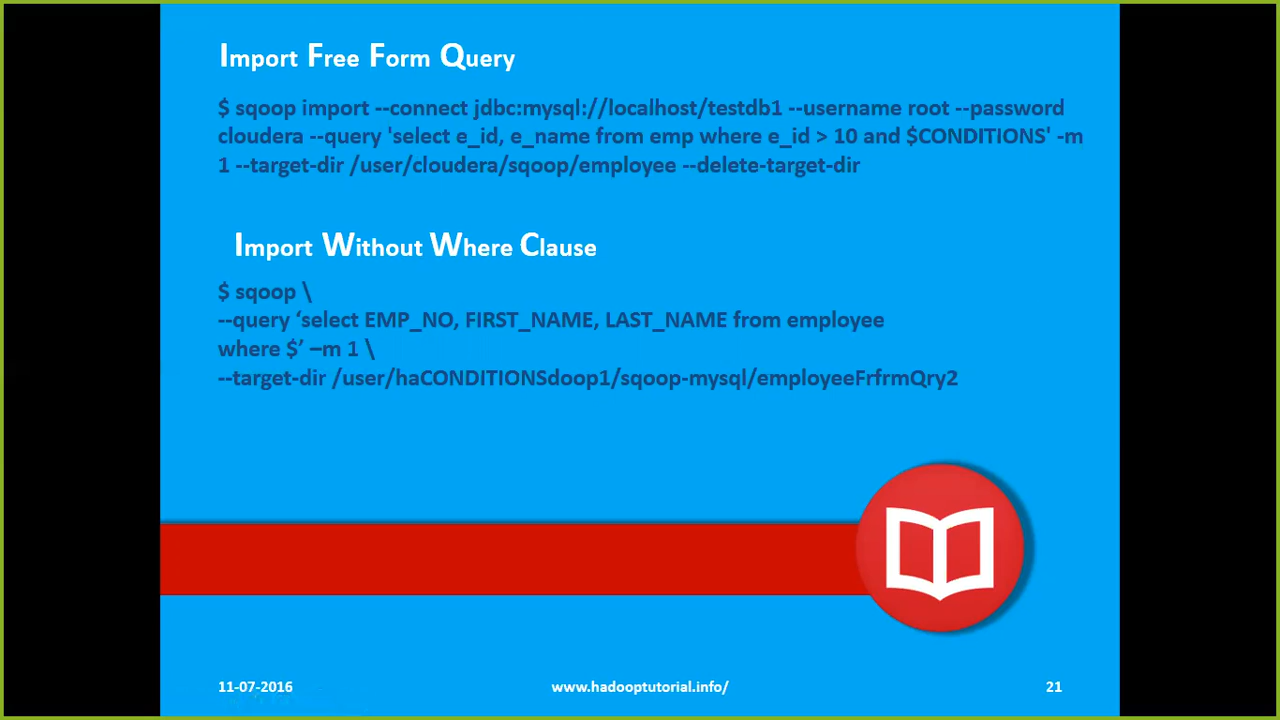 Import Free Form Query
$ sqoop import --connect jdbc:mysql://localhost/testdb1 --username root --password
cloudera --query 'select e_id, e_name from emp where e_id > 10 and $CONDITIONS' -m
1 --target-dir /user/cloudera/sqoop/employee --delete-target-dir
Import Without Where Clause
$ sqoop \
--query ‘select EMP_NO, FIRST_NAME, LAST_NAME from employee
where $’ –m 1 \
--target-dir /user/haCONDITIONSdoop1/sqoop-mysql/employeeFrfrmQry2
11-07-2016
www.hadooptutorial.info/
21